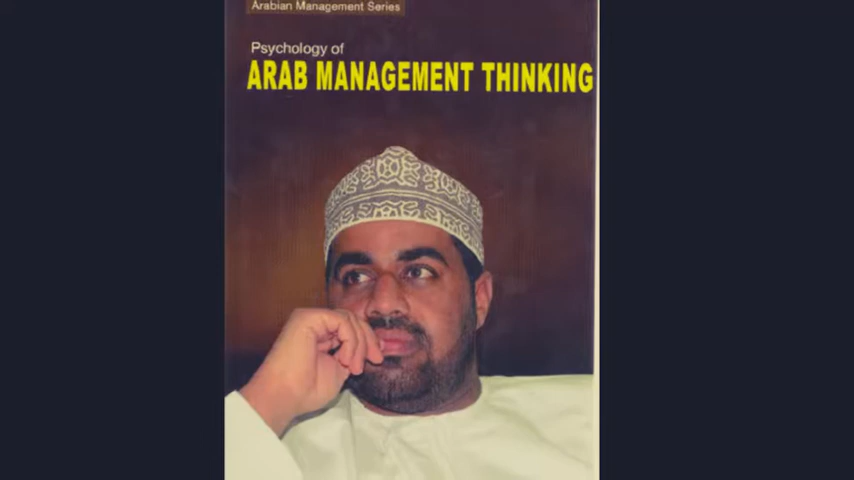 Arabian Management Series
Psychology of
ARAB MANAGEMENT THINKING